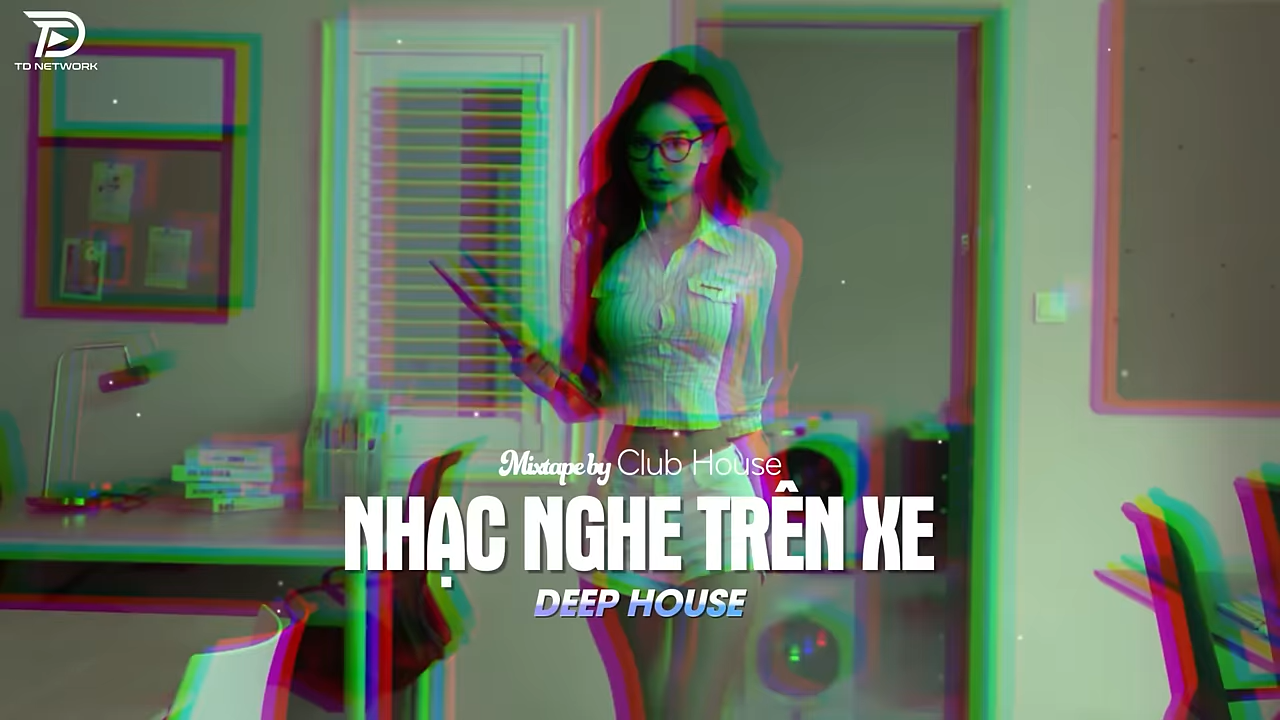 TD NETWORK
Mixtape by Club House
NHẠC NGHE TRÊN XE
DEEP HOUSE